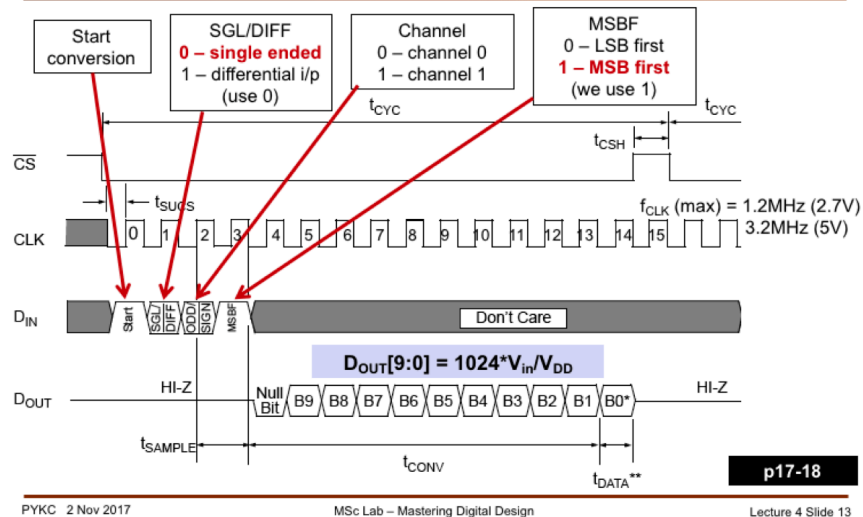 Start
conversion
SGL/DIFF
0 – single ended
1 – differential i/p
(use 0)
Channel
0 – channel 0
1 – channel 1
MSBF
0 – LSB first
1 – MSB first
(we use 1)
tCYC
tCYC
tCSH
CS
tSUCS
fCLK (max) = 1.2MHz (2.7V)
3.2MHz (5V)
CLK
0 1 2 3 4 5 6 7 8 9 10 11 12 13 14 15
DIN
Start
SGL/
DIFF
ODD/
SIGN
MSBF
Don't Care
DOUT[9:0] = 1024*Vin/VDD
HI-Z
HI-Z
DOUT
Null
Bit
B9 B8 B7 B6 B5 B4 B3 B2 B1 B0*
tSAMPLE
tCONV
tDATA**
p17-18
PYKC 2 Nov 2017
MSc Lab – Mastering Digital Design
Lecture 4 Slide 13